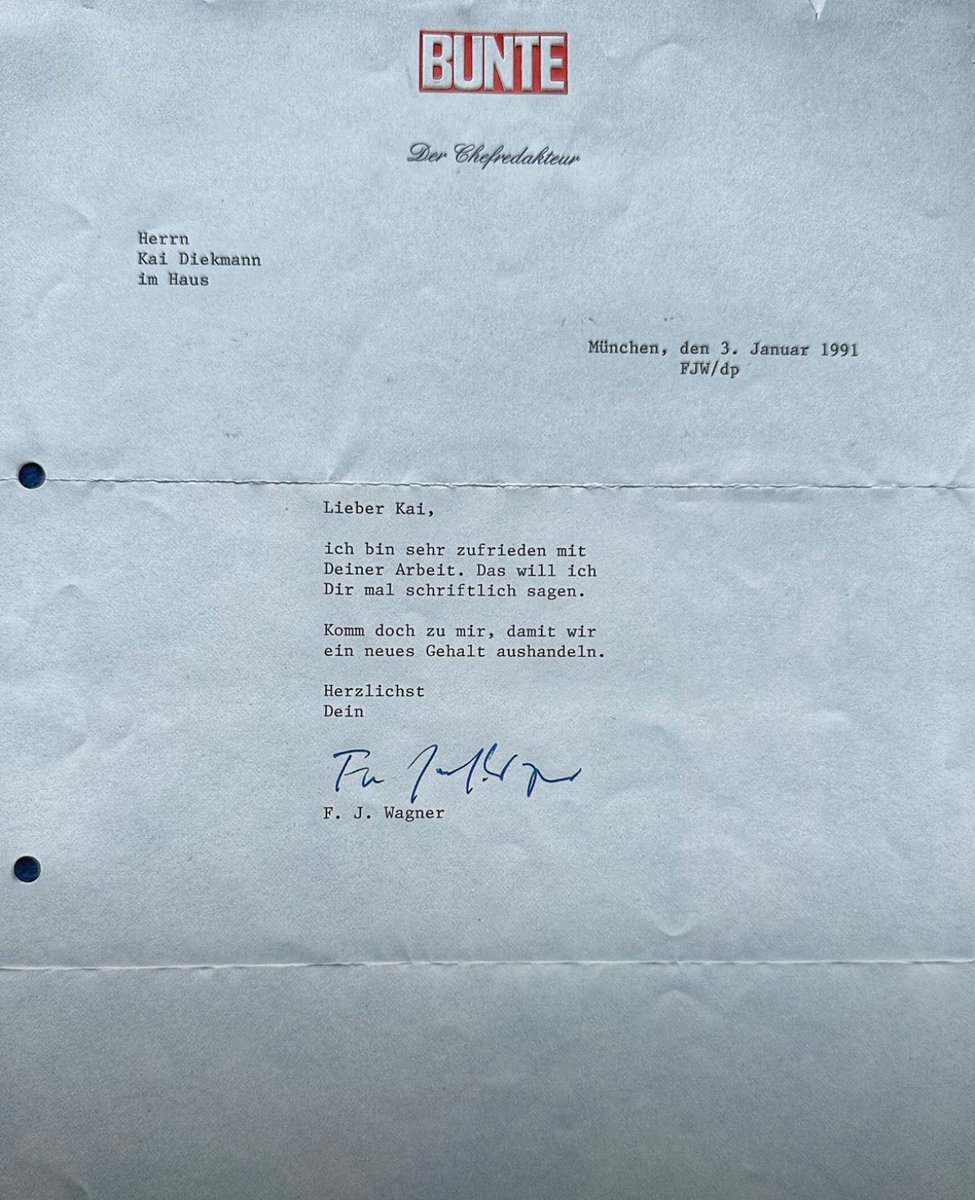 BUNTE
Der Chefredakteur
Herrn
Kai Diekmann
im Haus
München, den 3. Januar 1991
FJW/dp
Lieber Kai,
ich bin sehr zufrieden mit
Deiner Arbeit. Das will ich
Dir mal schriftlich sagen.
Komm doch zu mir, damit wir
ein neues Gehalt aushandeln.
Herzlichst
Dein
F. J. Wagner